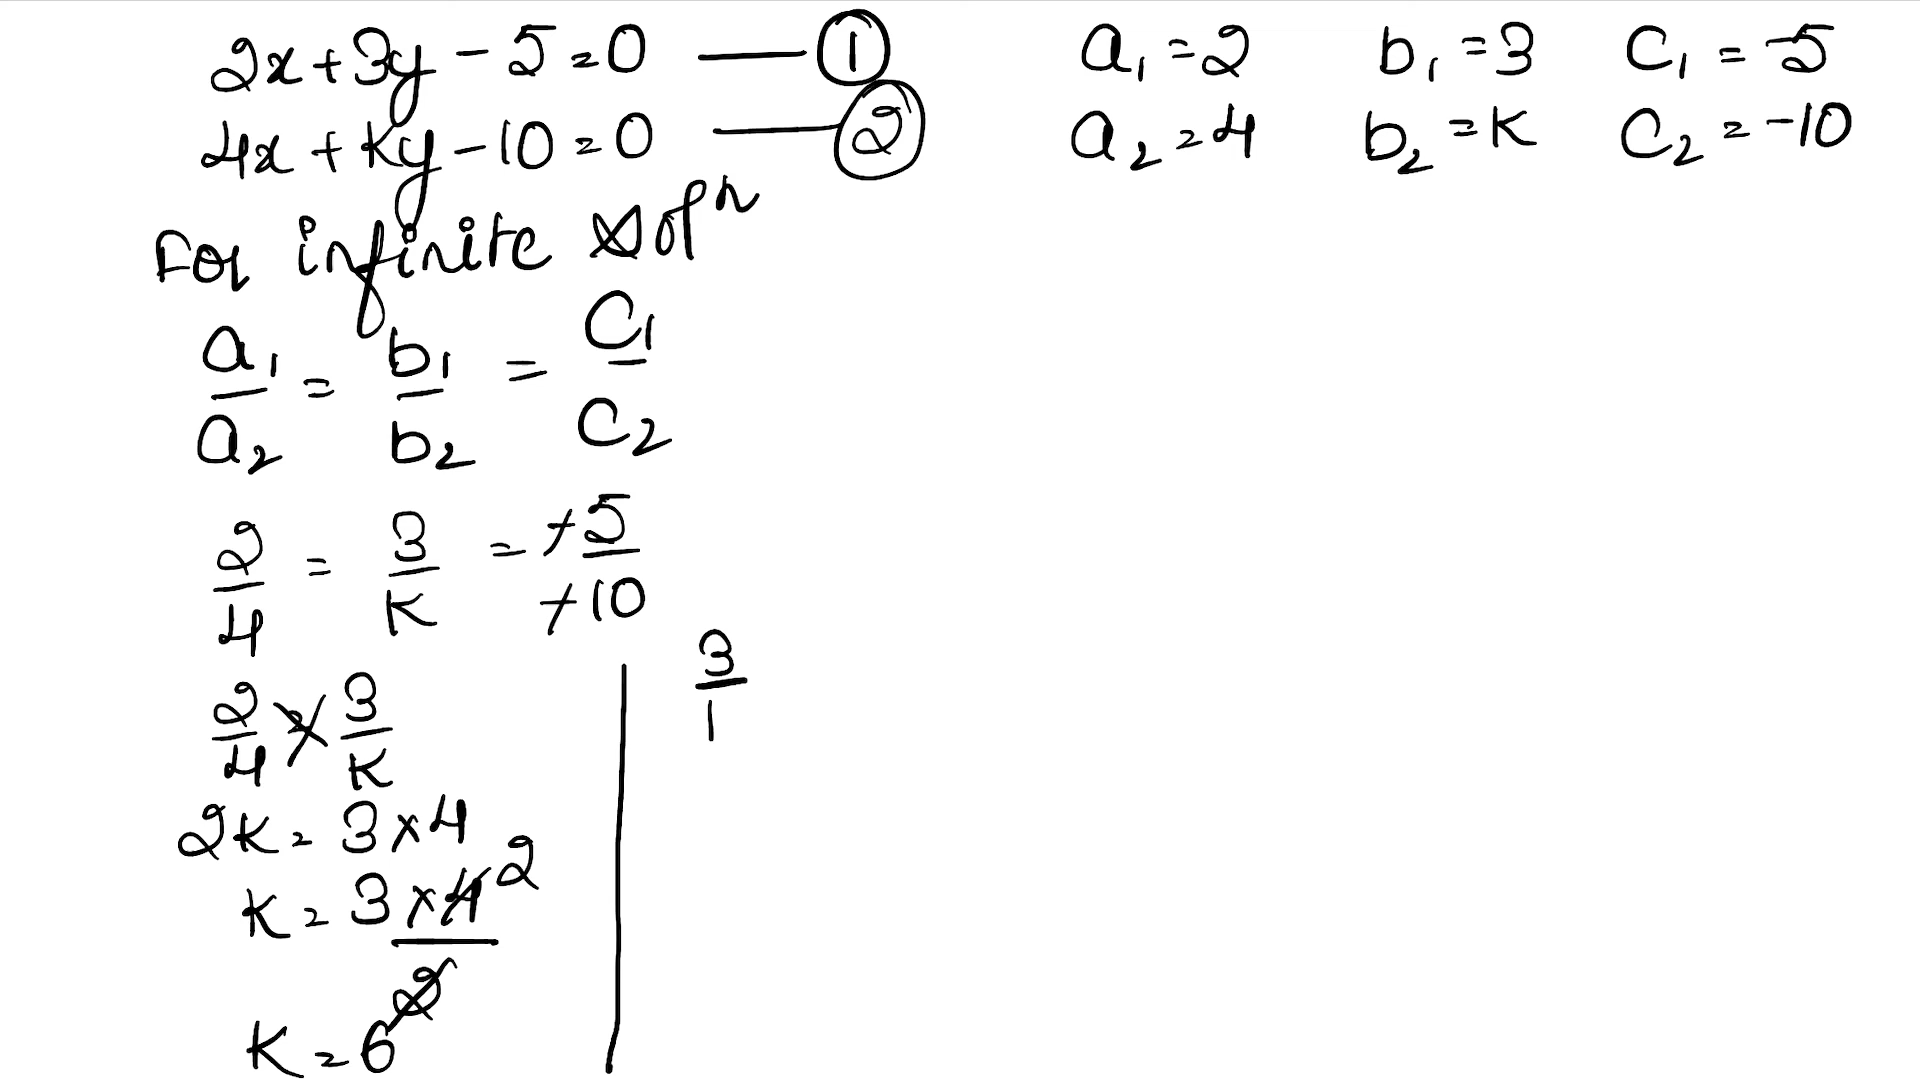 2x + 3y - 5 = 0 —— ① a₁ = 2 b₁ = 3 c₁ = -5
4x + ky - 10 = 0 —— ② a₂ = 4 b₂ = k c₂ = -10
For infinite solⁿ
a₁/a₂ = b₁/b₂ = c₁/c₂
2/4 = 3/k = +5/+10
2/4 × 3/k
2k = 3 × 4
k = 3 × 4 2 / 2
k = 6
3/1